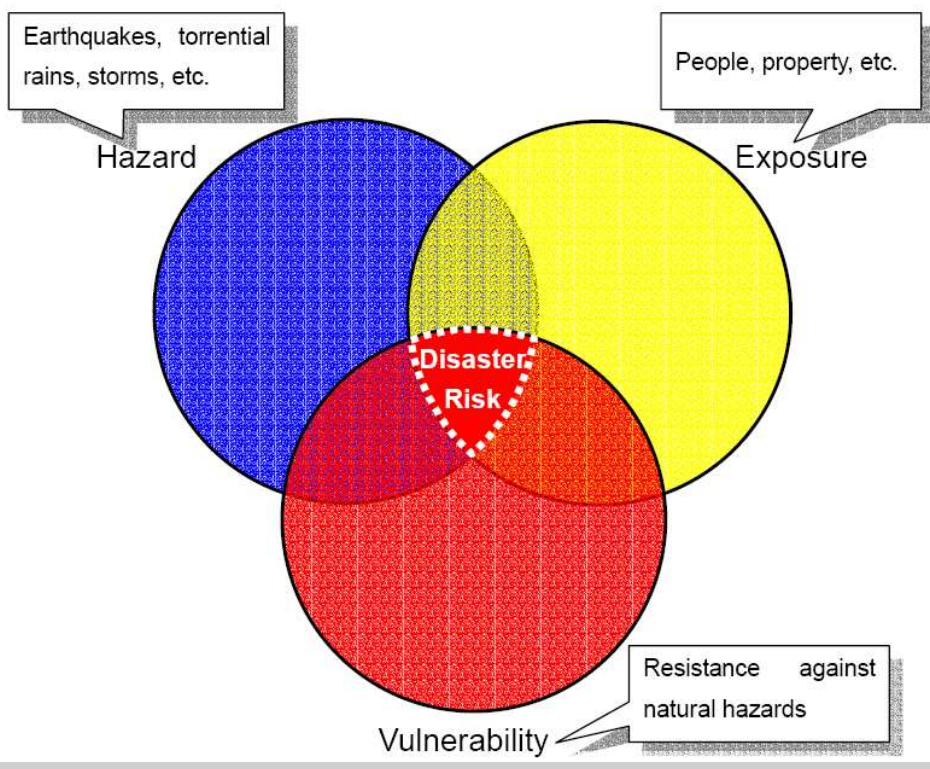 Earthquakes, torrential
rains, storms, etc.
People, property, etc.
Hazard
Exposure
Disaster
Risk
Resistance against
natural hazards
Vulnerability